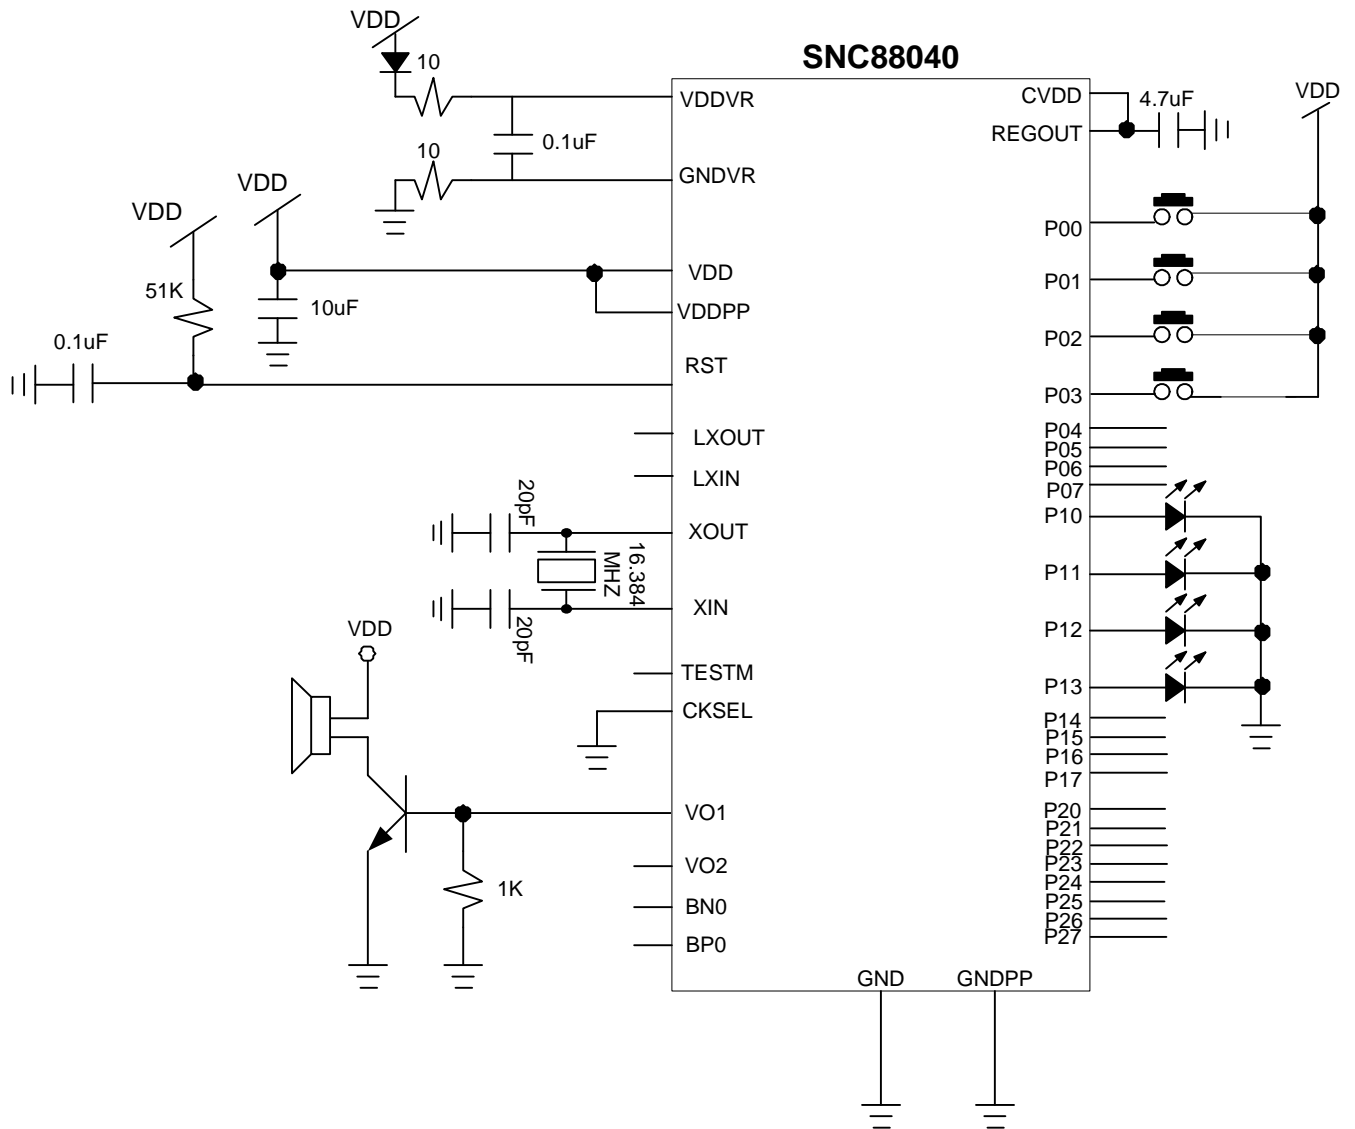 SNC88040
VDD
10
VDDVR
0.1uF
10
GNDVR
VDD
VDD
VDD
51K
10uF
VDDPP
0.1uF
RST
LXOUT
LXIN
20pF
XOUT
16.384
MHZ
XIN
20pF
VDD
TESTM
CKSEL
VO1
VO2
1K
BN0
BP0
CVDD
4.7uF
VDD
REGOUT
P00
P01
P02
P03
P04
P05
P06
P07
P10
P11
P12
P13
P14
P15
P16
P17
P20
P21
P22
P23
P24
P25
P26
P27
GND
GNDPP